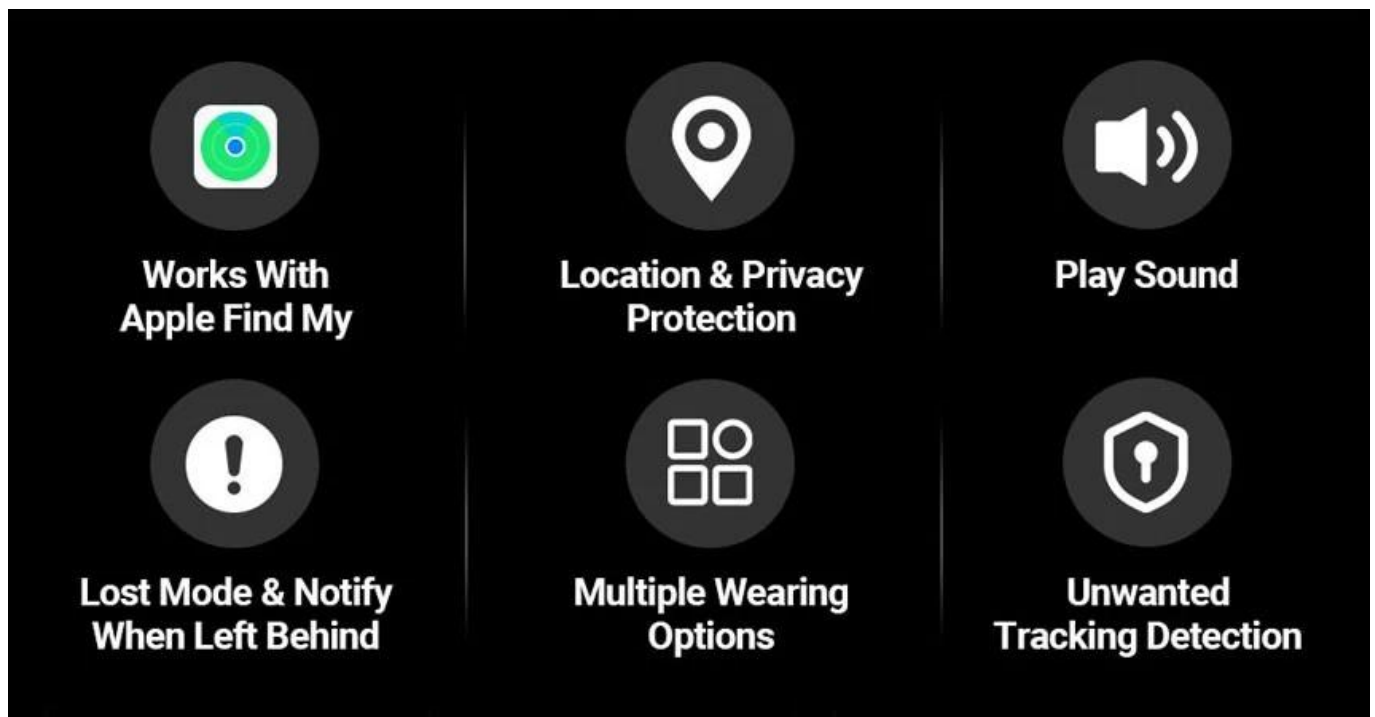 Works With
Apple Find My
Location & Privacy
Protection
Play Sound
Lost Mode & Notify
When Left Behind
Multiple Wearing
Options
Unwanted
Tracking Detection